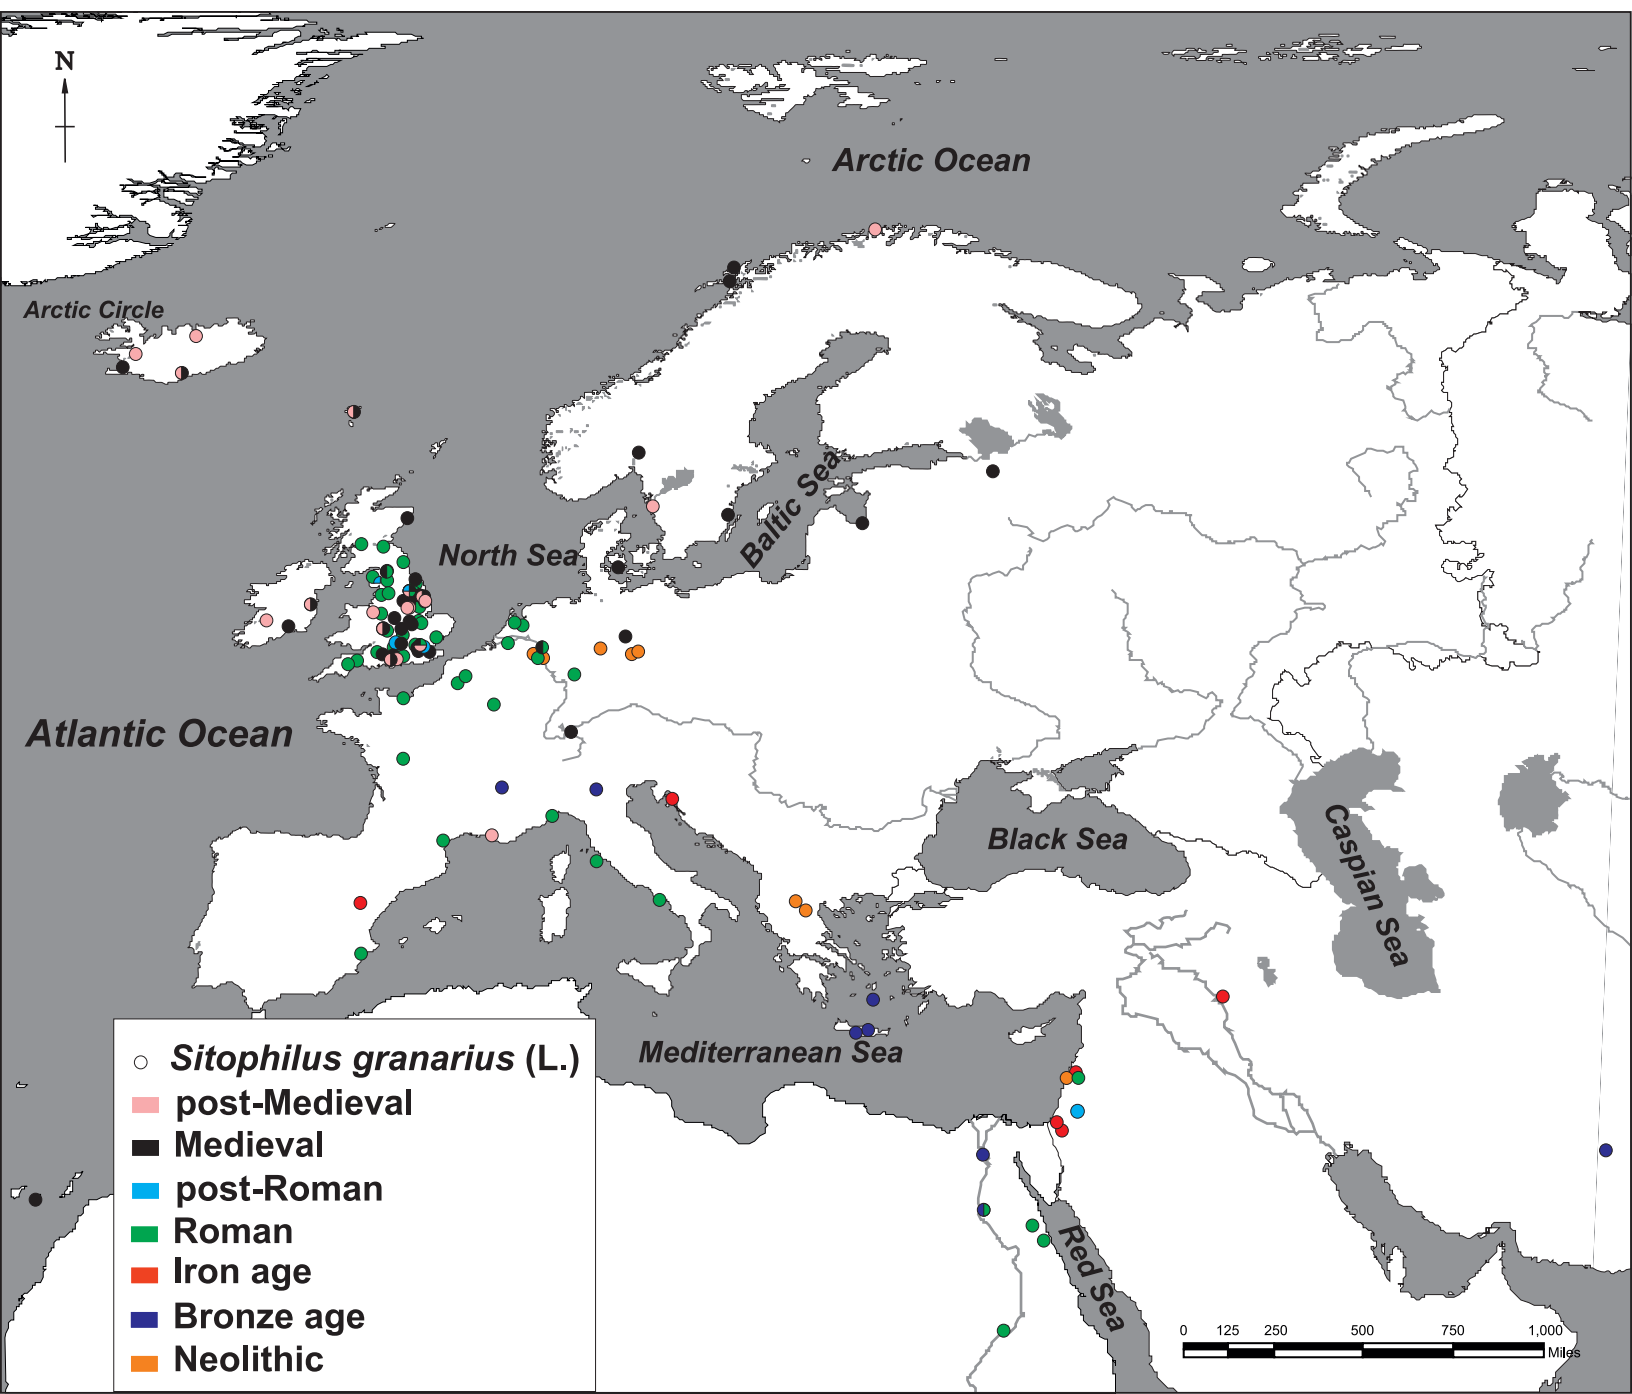 N
Arctic Ocean
Arctic Circle
North Sea
Baltic Sea
Atlantic Ocean
Black Sea
Caspian Sea
Mediterranean Sea
Red Sea
Sitophilus granarius (L.)
post-Medieval
Medieval
post-Roman
Roman
Iron age
Bronze age
Neolithic
0 125 250 500 750 1,000
Miles